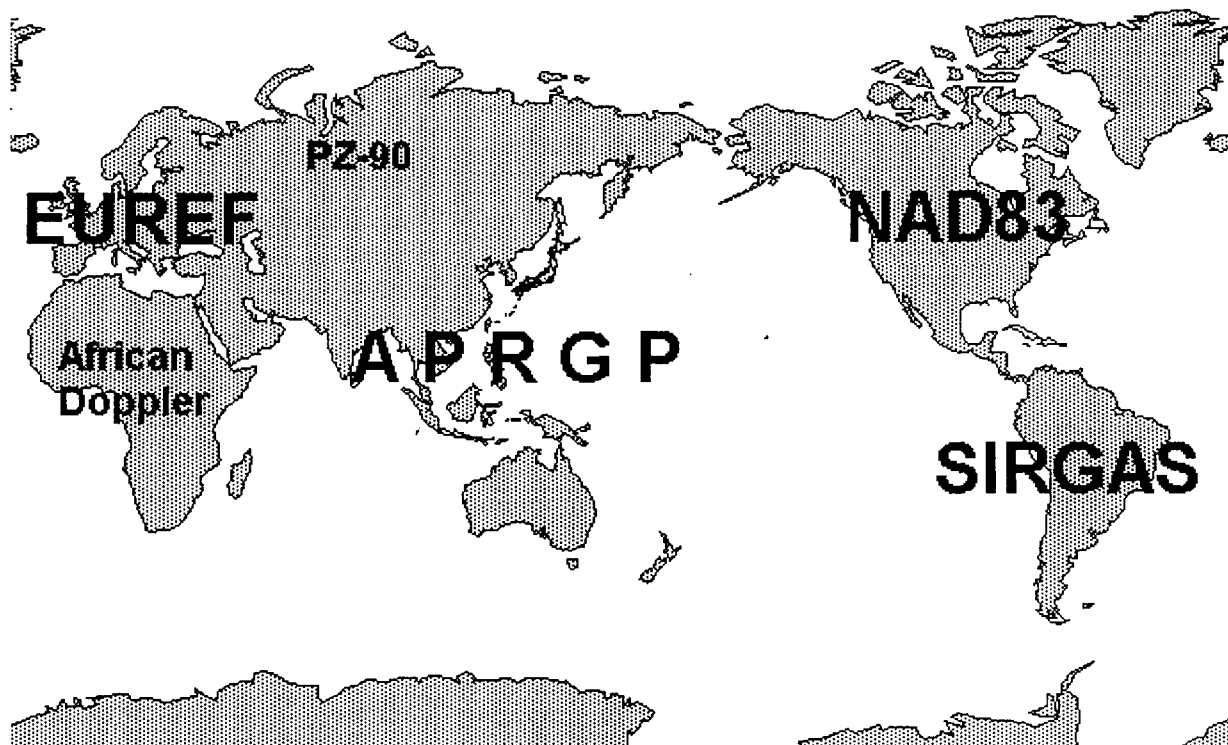 PZ-90
EUREF
NAD83
African
Doppler
A P R G P
SIRGAS